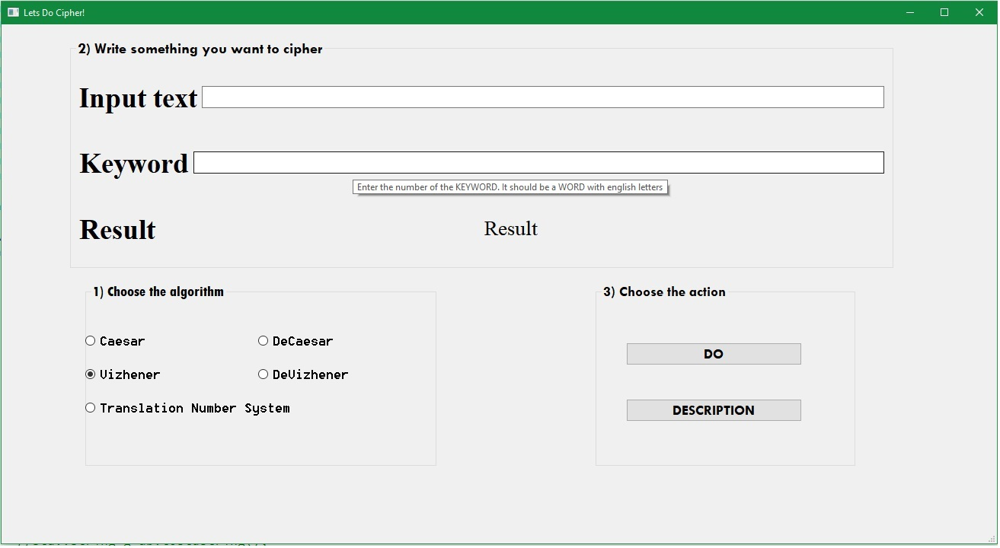 Lets Do Cipher!
2) Write something you want to cipher
Input text
Keyword
Enter the number of the KEYWORD. It should be a WORD with english letters
Result
Result
1) Choose the algorithm
Caesar
DeCaesar
Vizhener
DeVizhener
Translation Number System
3) Choose the action
DO
DESCRIPTION